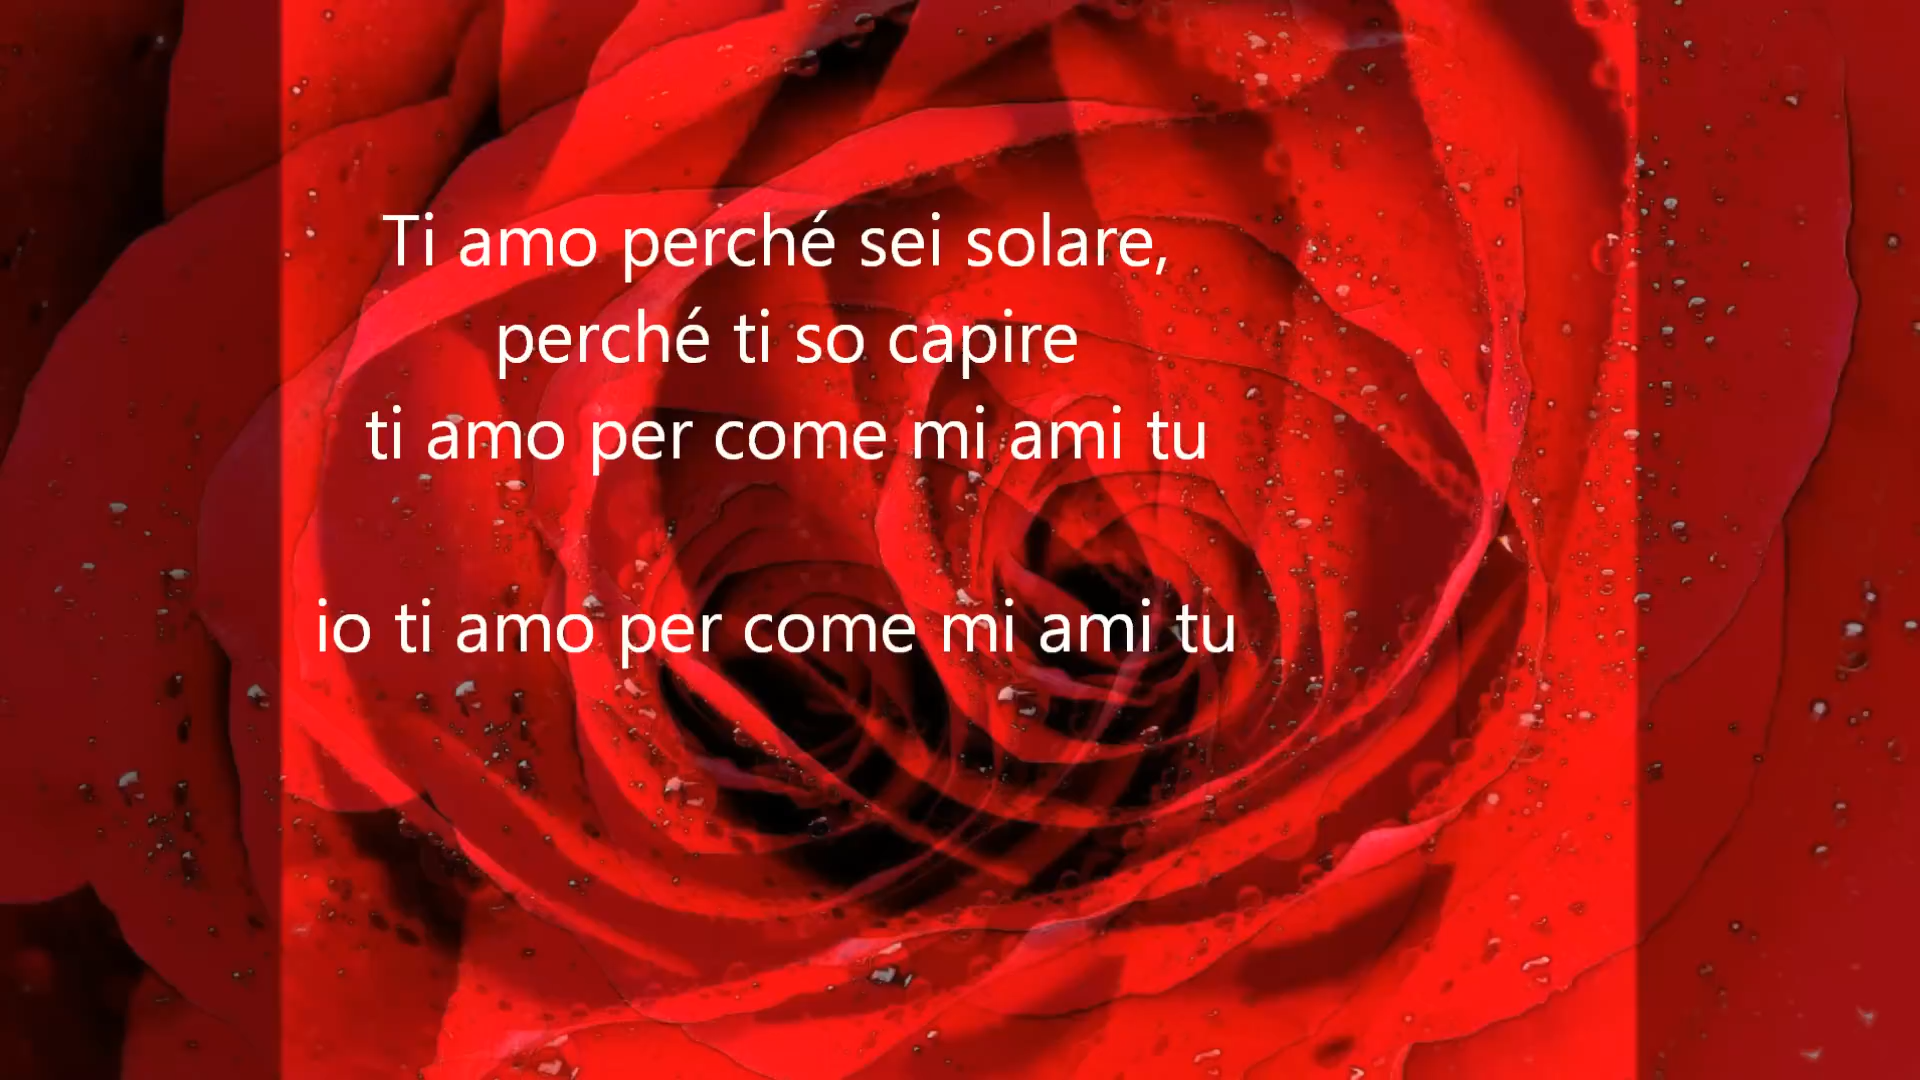 Ti amo perché sei solare,
perché ti so capire
ti amo per come mi ami tu
io ti amo per come mi ami tu